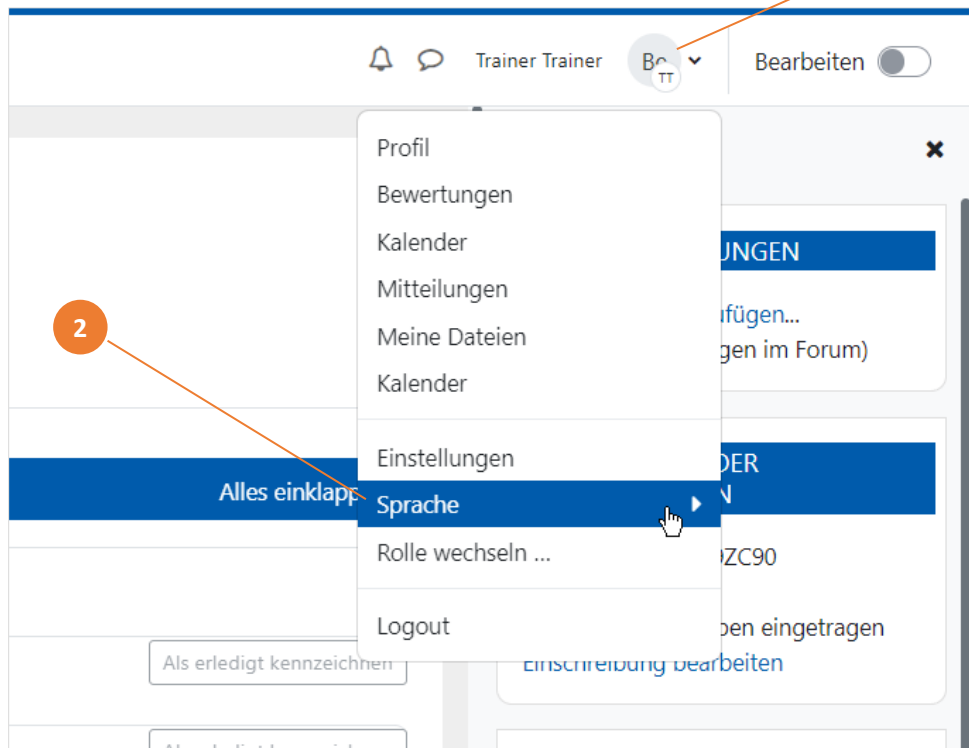 Trainer Trainer
TT
Bearbeiten
Profil
Bewertungen
Kalender
Mitteilungen
Meine Dateien
Kalender
Einstellungen
Sprache
Rolle wechseln ...
Logout
2
Alles einklapp
Als erledigt kennzeichnen
UNGEN
ufügen...
gen im Forum)
DER
N
ZC90
ben eingetragen
Einschreibung bearbeiten